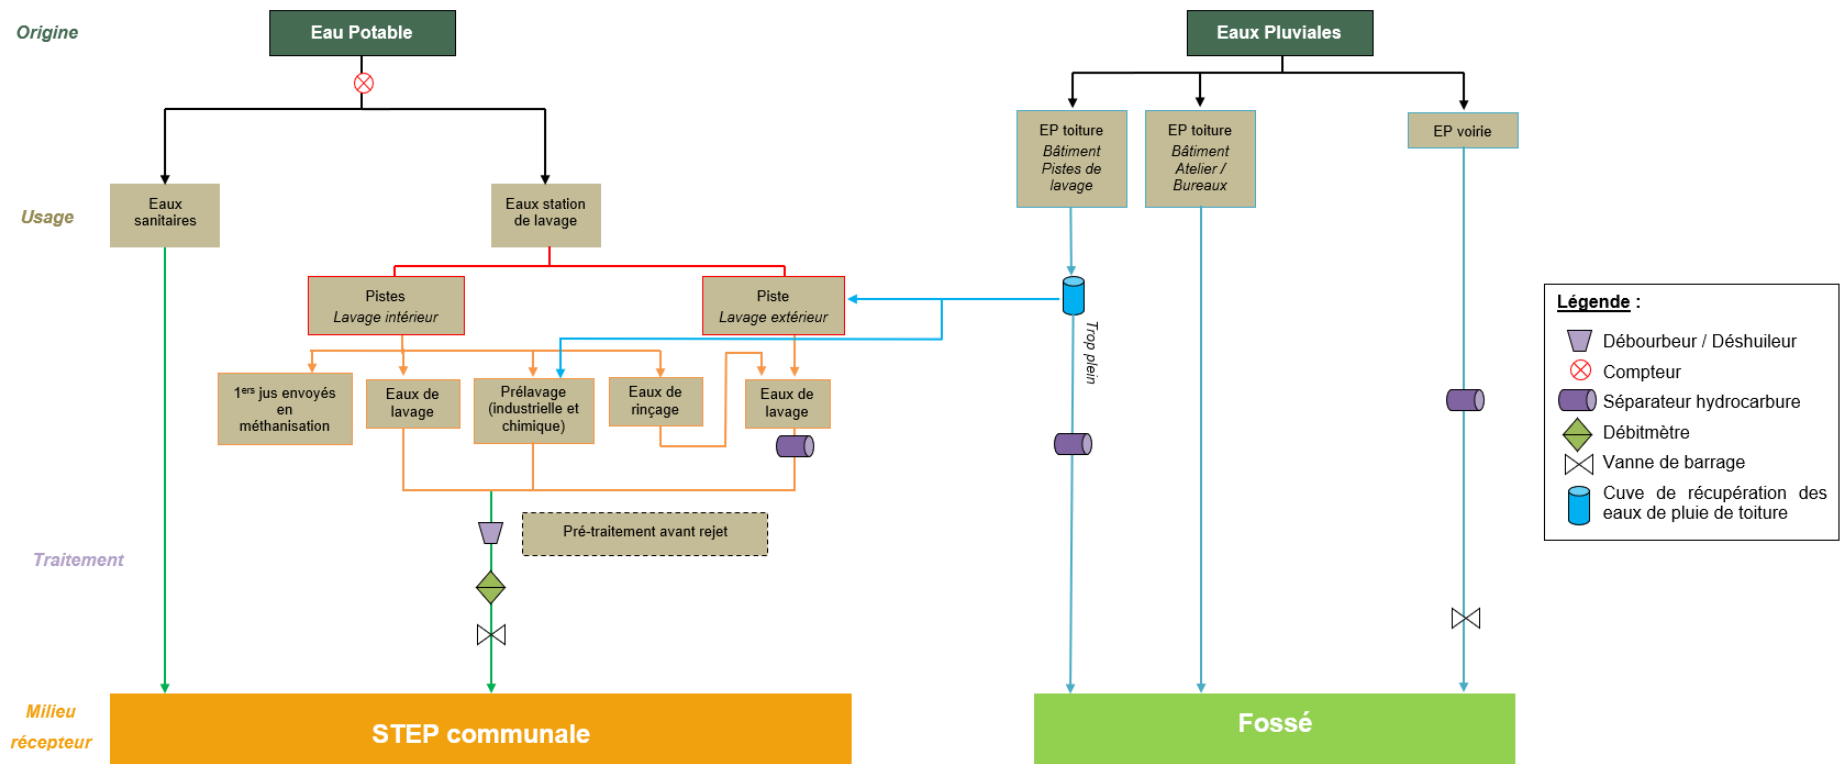 Origine
Eau Potable
Eaux Pluviales
EP toiture
Bâtiment
Pistes de
lavage
EP toiture
Bâtiment
Atelier /
Bureaux
EP voirie
Usage
Eaux
sanitaires
Eaux station
de lavage
Pistes
Lavage intérieur
Piste
Lavage extérieur
Trop plein
1ers jus envoyés
en
méthanisation
Eaux de
lavage
Prélavage
(industrielle et
chimique)
Eaux de
rinçage
Eaux de
lavage
Légende :
Débourbeur / Déshuileur
Compteur
Séparateur hydrocarbure
Débitmètre
Vanne de barrage
Cuve de récupération des
eaux de pluie de toiture
Traitement
Pré-traitement avant rejet
Milieu
récepteur
STEP communale
Fossé